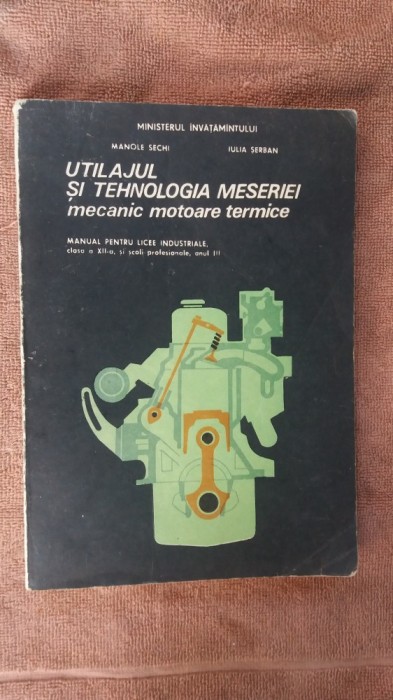 MINISTERUL ÎNVĂȚĂMÎNTULUI
MANOLE SECHI IULIA ȘERBAN
UTILAJUL
ȘI TEHNOLOGIA MESERIEI
mecanic motoare termice
MANUAL PENTRU LICEE INDUSTRIALE,
clasa a XII-a, și școli profesionale, anul III